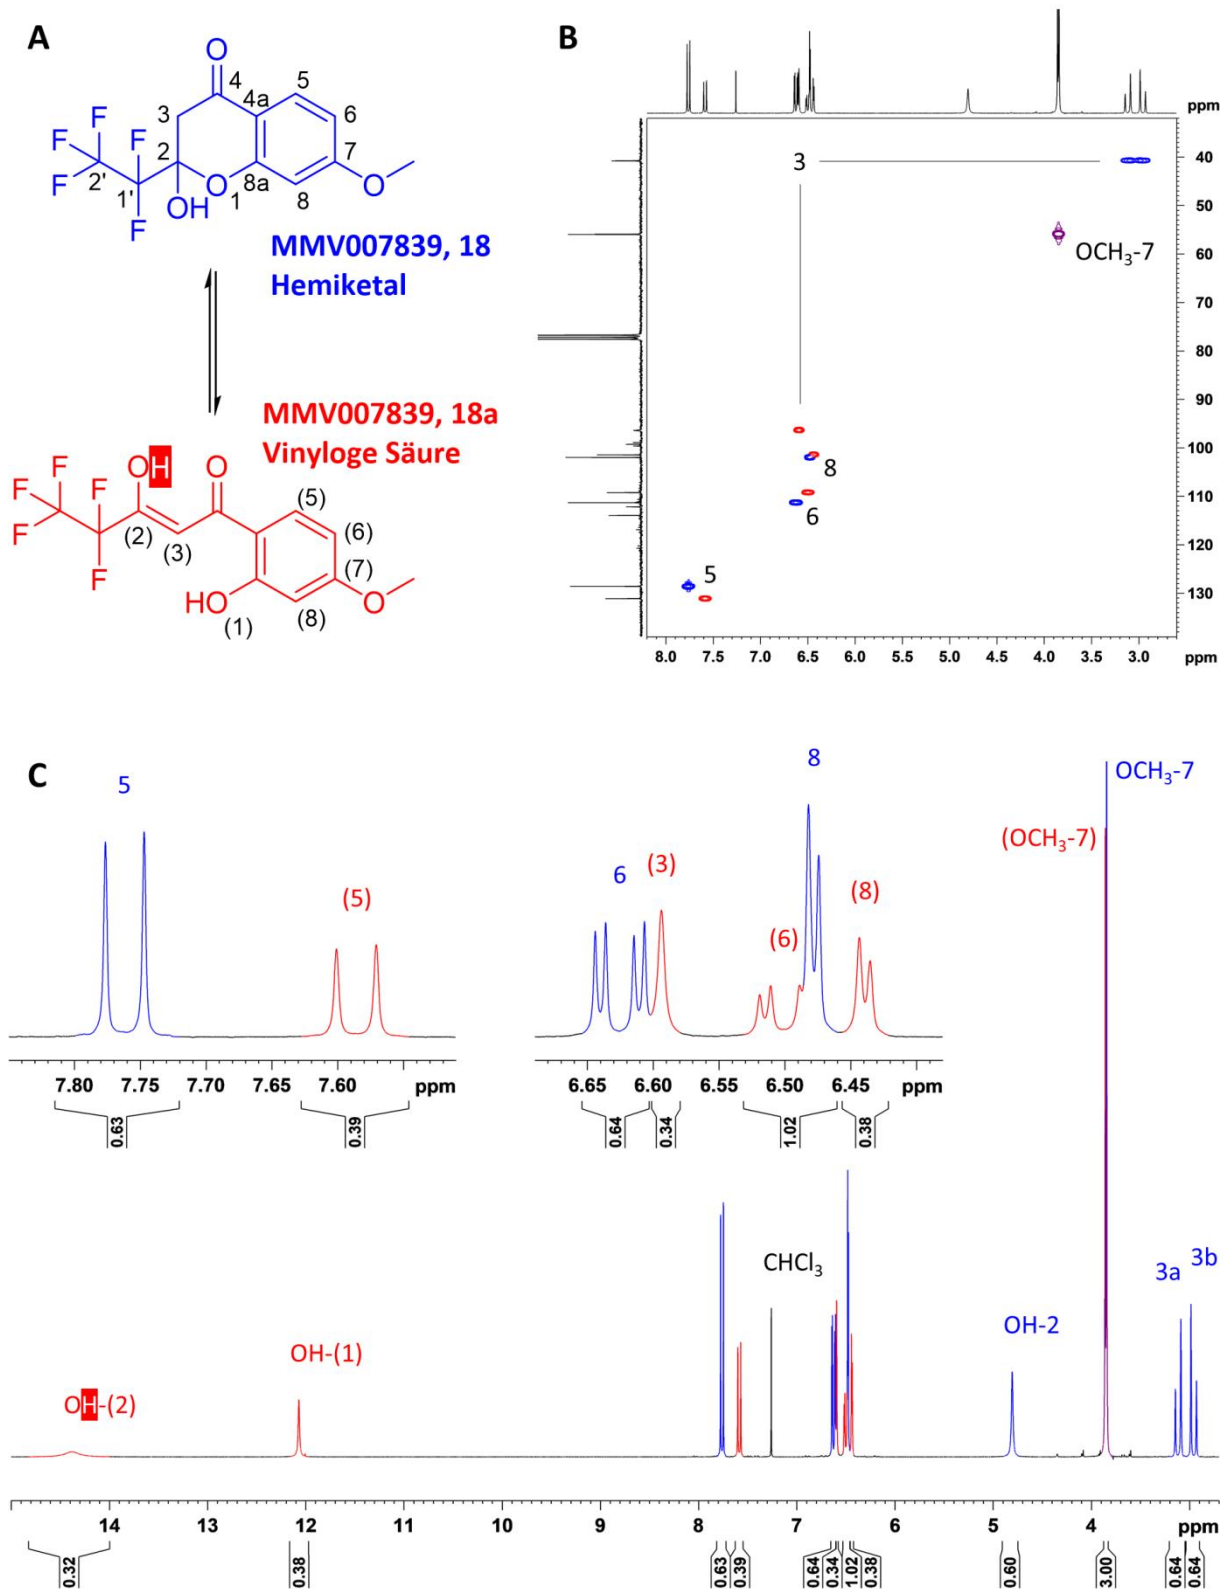 A
O
4
5
3
4a
6
F
F
F
2
7
F
2'
8a
O
F
1'
O
1
8
OH
F
MMV007839, 18
Hemiketal
MMV007839, 18a
Vinyloge Säure
F
OH
O
F
F
(5)
F
(6)
(2)
(3)
F
(7)
O
HO
(8)
(1)
B
ppm
3
OCH₃-7
8
6
5
40
50
60
70
80
90
100
110
120
130
ppm
8.0 7.5 7.0 6.5 6.0 5.5 5.0 4.5 4.0 3.5 3.0 ppm
C
5
(5)
6
(3)
(6)
8
(8)
(OCH₃-7)
OCH₃-7
7.80 7.75 7.70 7.65 7.60 ppm
6.65 6.60 6.55 6.50 6.45 ppm
0.63 0.39
0.64 0.34 1.02 0.38
OH-(2)
OH-(1)
CHCl₃
OH-2
3a
3b
14 13 12 11 10 9 8 7 6 5 4 ppm
0.32 0.38 0.63 0.39 0.64 0.34 1.02 0.38 0.60 3.00 0.64 0.64